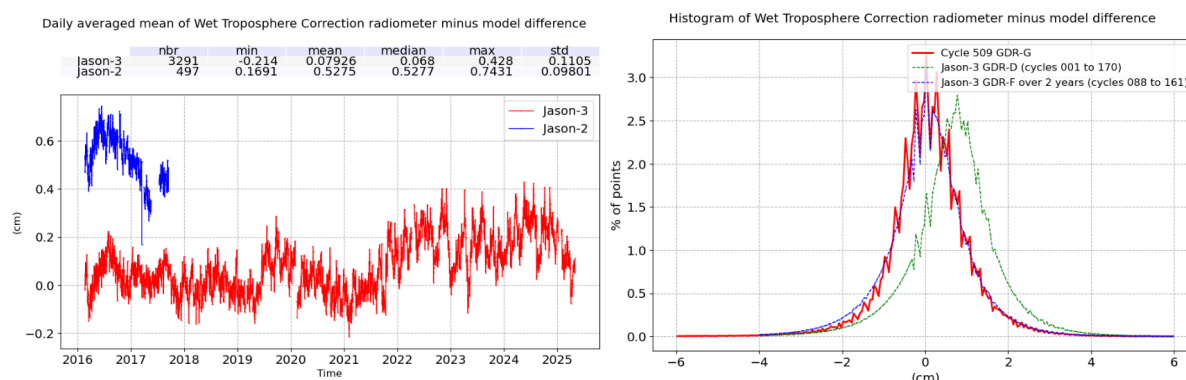 Daily averaged mean of Wet Troposphere Correction radiometer minus model difference
nbr min mean median max std
Jason-3 3291 -0.214 0.07926 0.068 0.428 0.1105
Jason-2 497 0.1691 0.5275 0.5277 0.7431 0.09801
Jason-3
Jason-2
(cm)
0.6
0.4
0.2
0.0
−0.2
2016 2017 2018 2019 2020 2021 2022 2023 2024 2025
Time
Histogram of Wet Troposphere Correction radiometer minus model difference
Cycle 509 GDR-G
Jason-3 GDR-D (cycles 001 to 170)
Jason-3 GDR-F over 2 years (cycles 088 to 161)
% of points
3.0
2.5
2.0
1.5
1.0
0.5
0.0
−6 −4 −2 0 2 4 6
(cm)